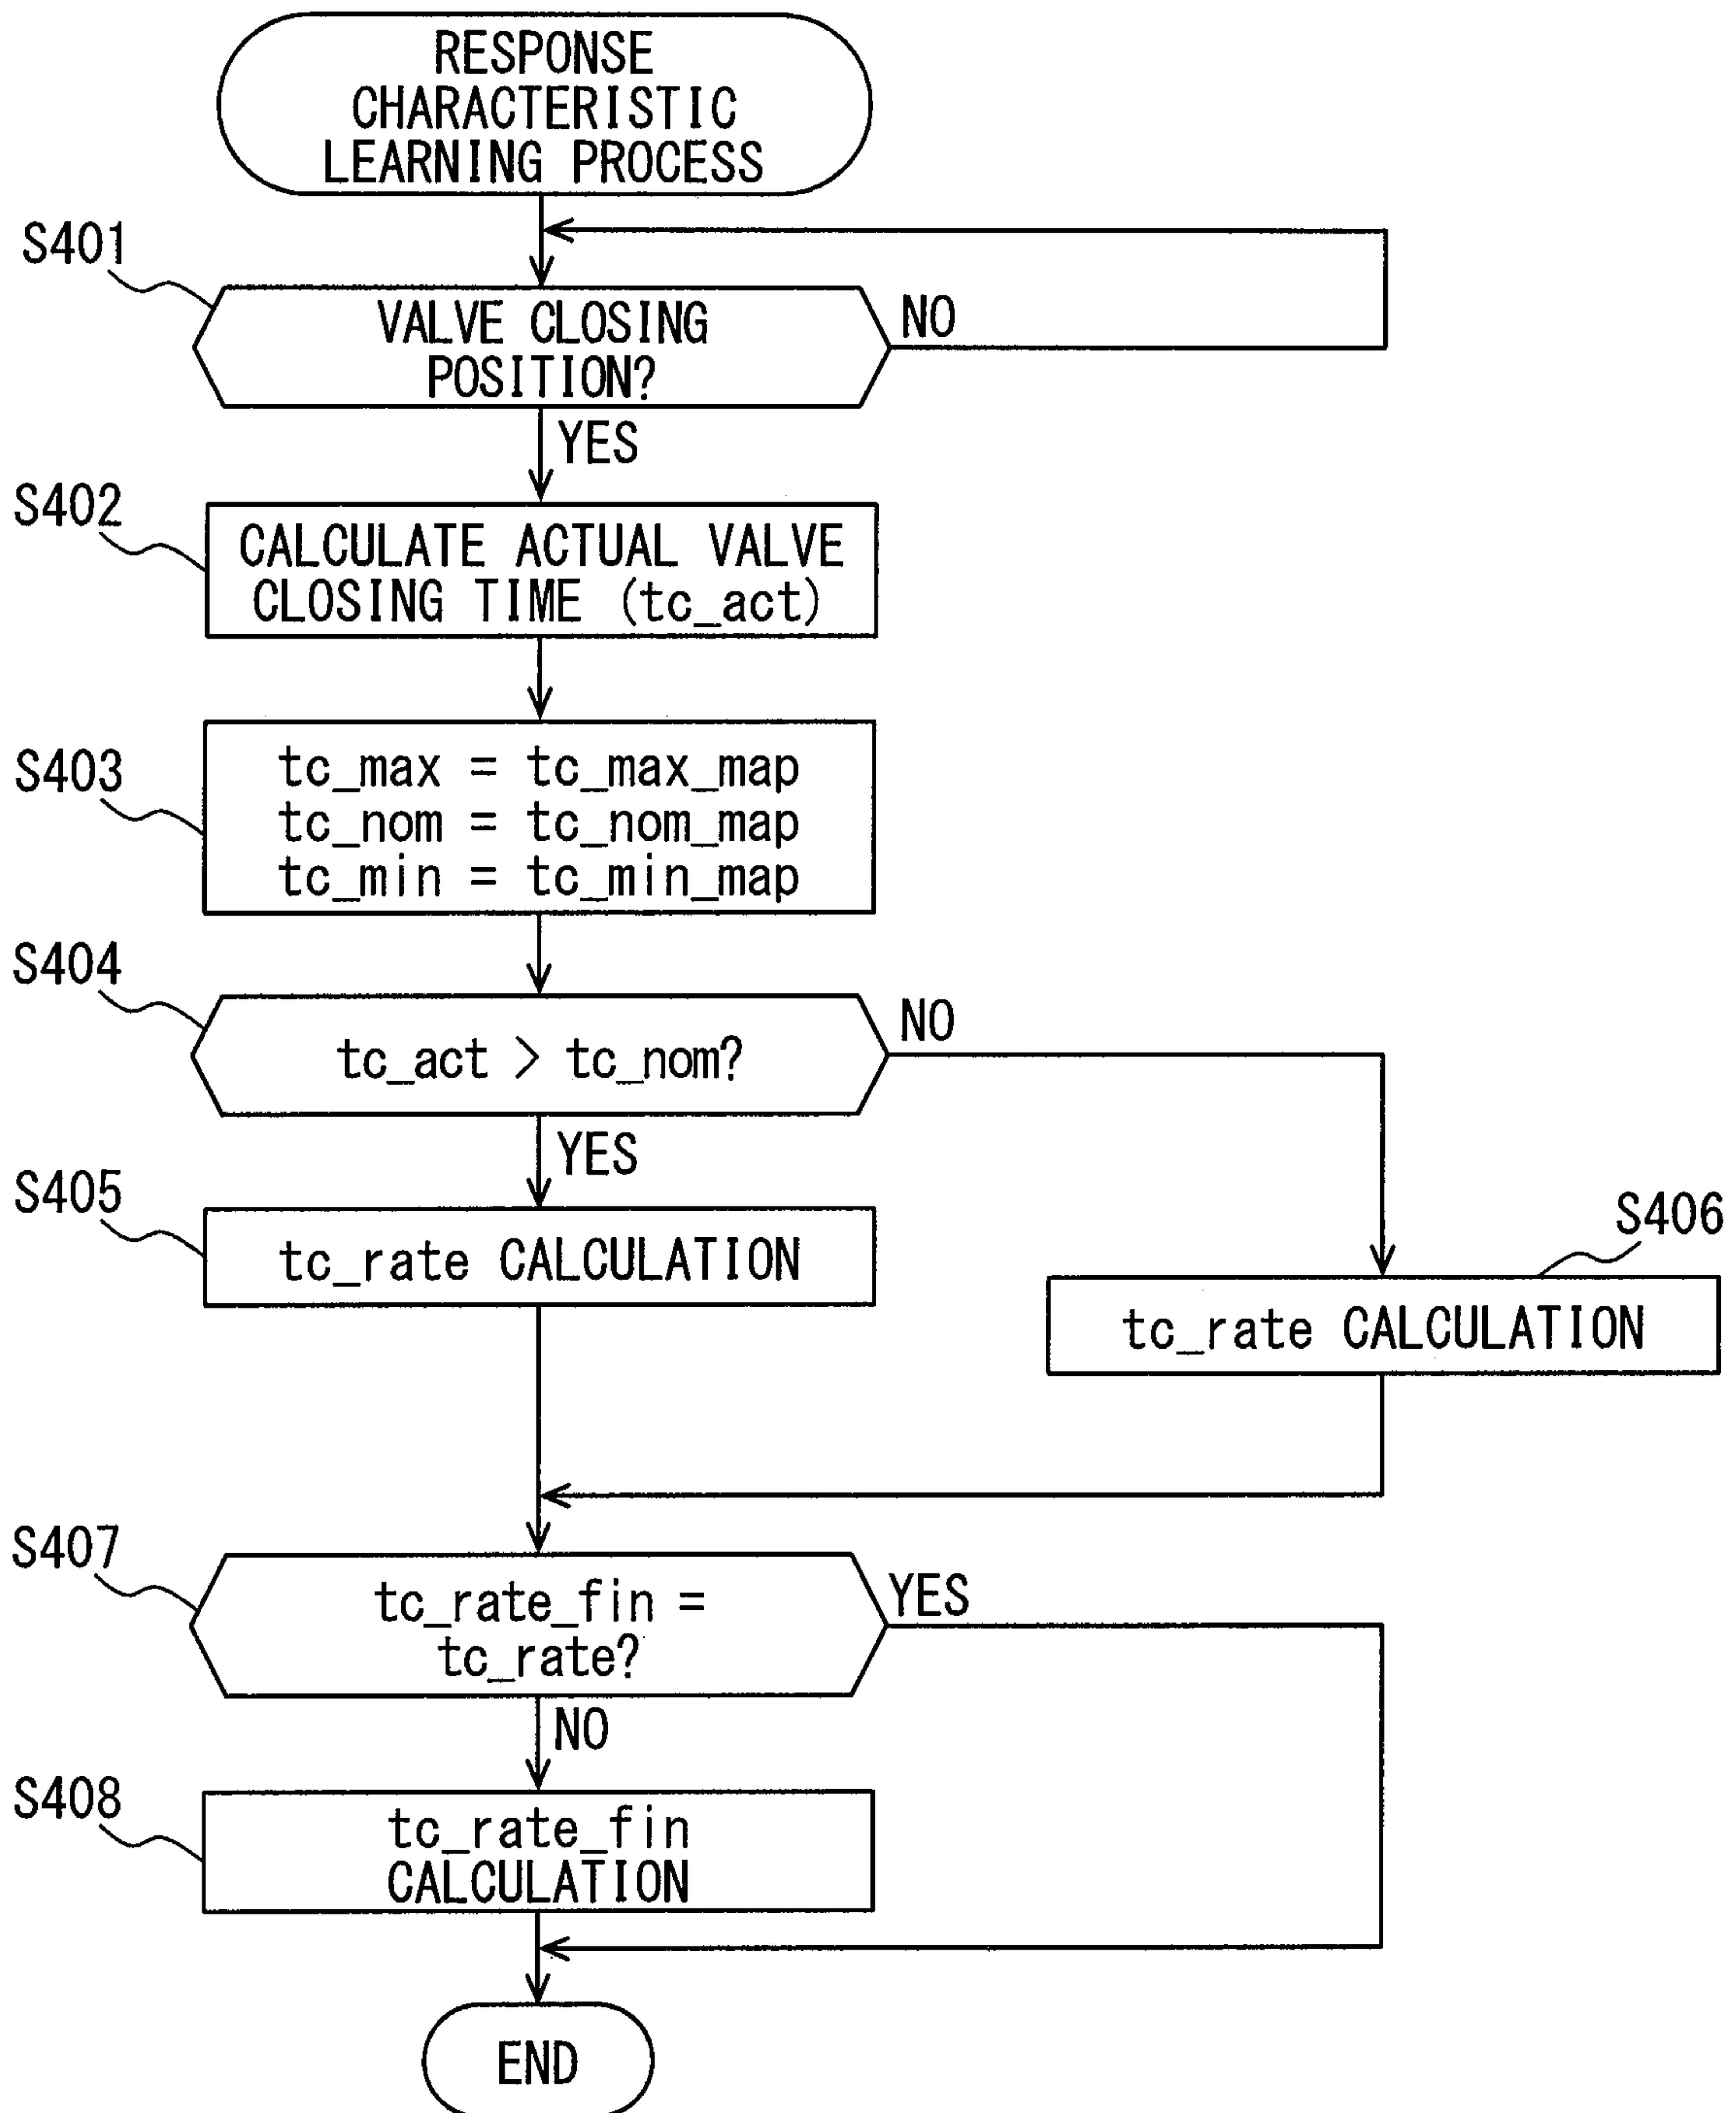 RESPONSE
CHARACTERISTIC
LEARNING PROCESS
S401
VALVE CLOSING
POSITION?
NO
YES
S402
CALCULATE ACTUAL VALVE
CLOSING TIME (tc_act)
S403
tc_max = tc_max_map
tc_nom = tc_nom_map
tc_min = tc_min_map
S404
tc_act > tc_nom?
NO
YES
S405
tc_rate CALCULATION
S406
tc_rate CALCULATION
S407
tc_rate_fin =
tc_rate?
YES
NO
S408
tc_rate_fin
CALCULATION
END